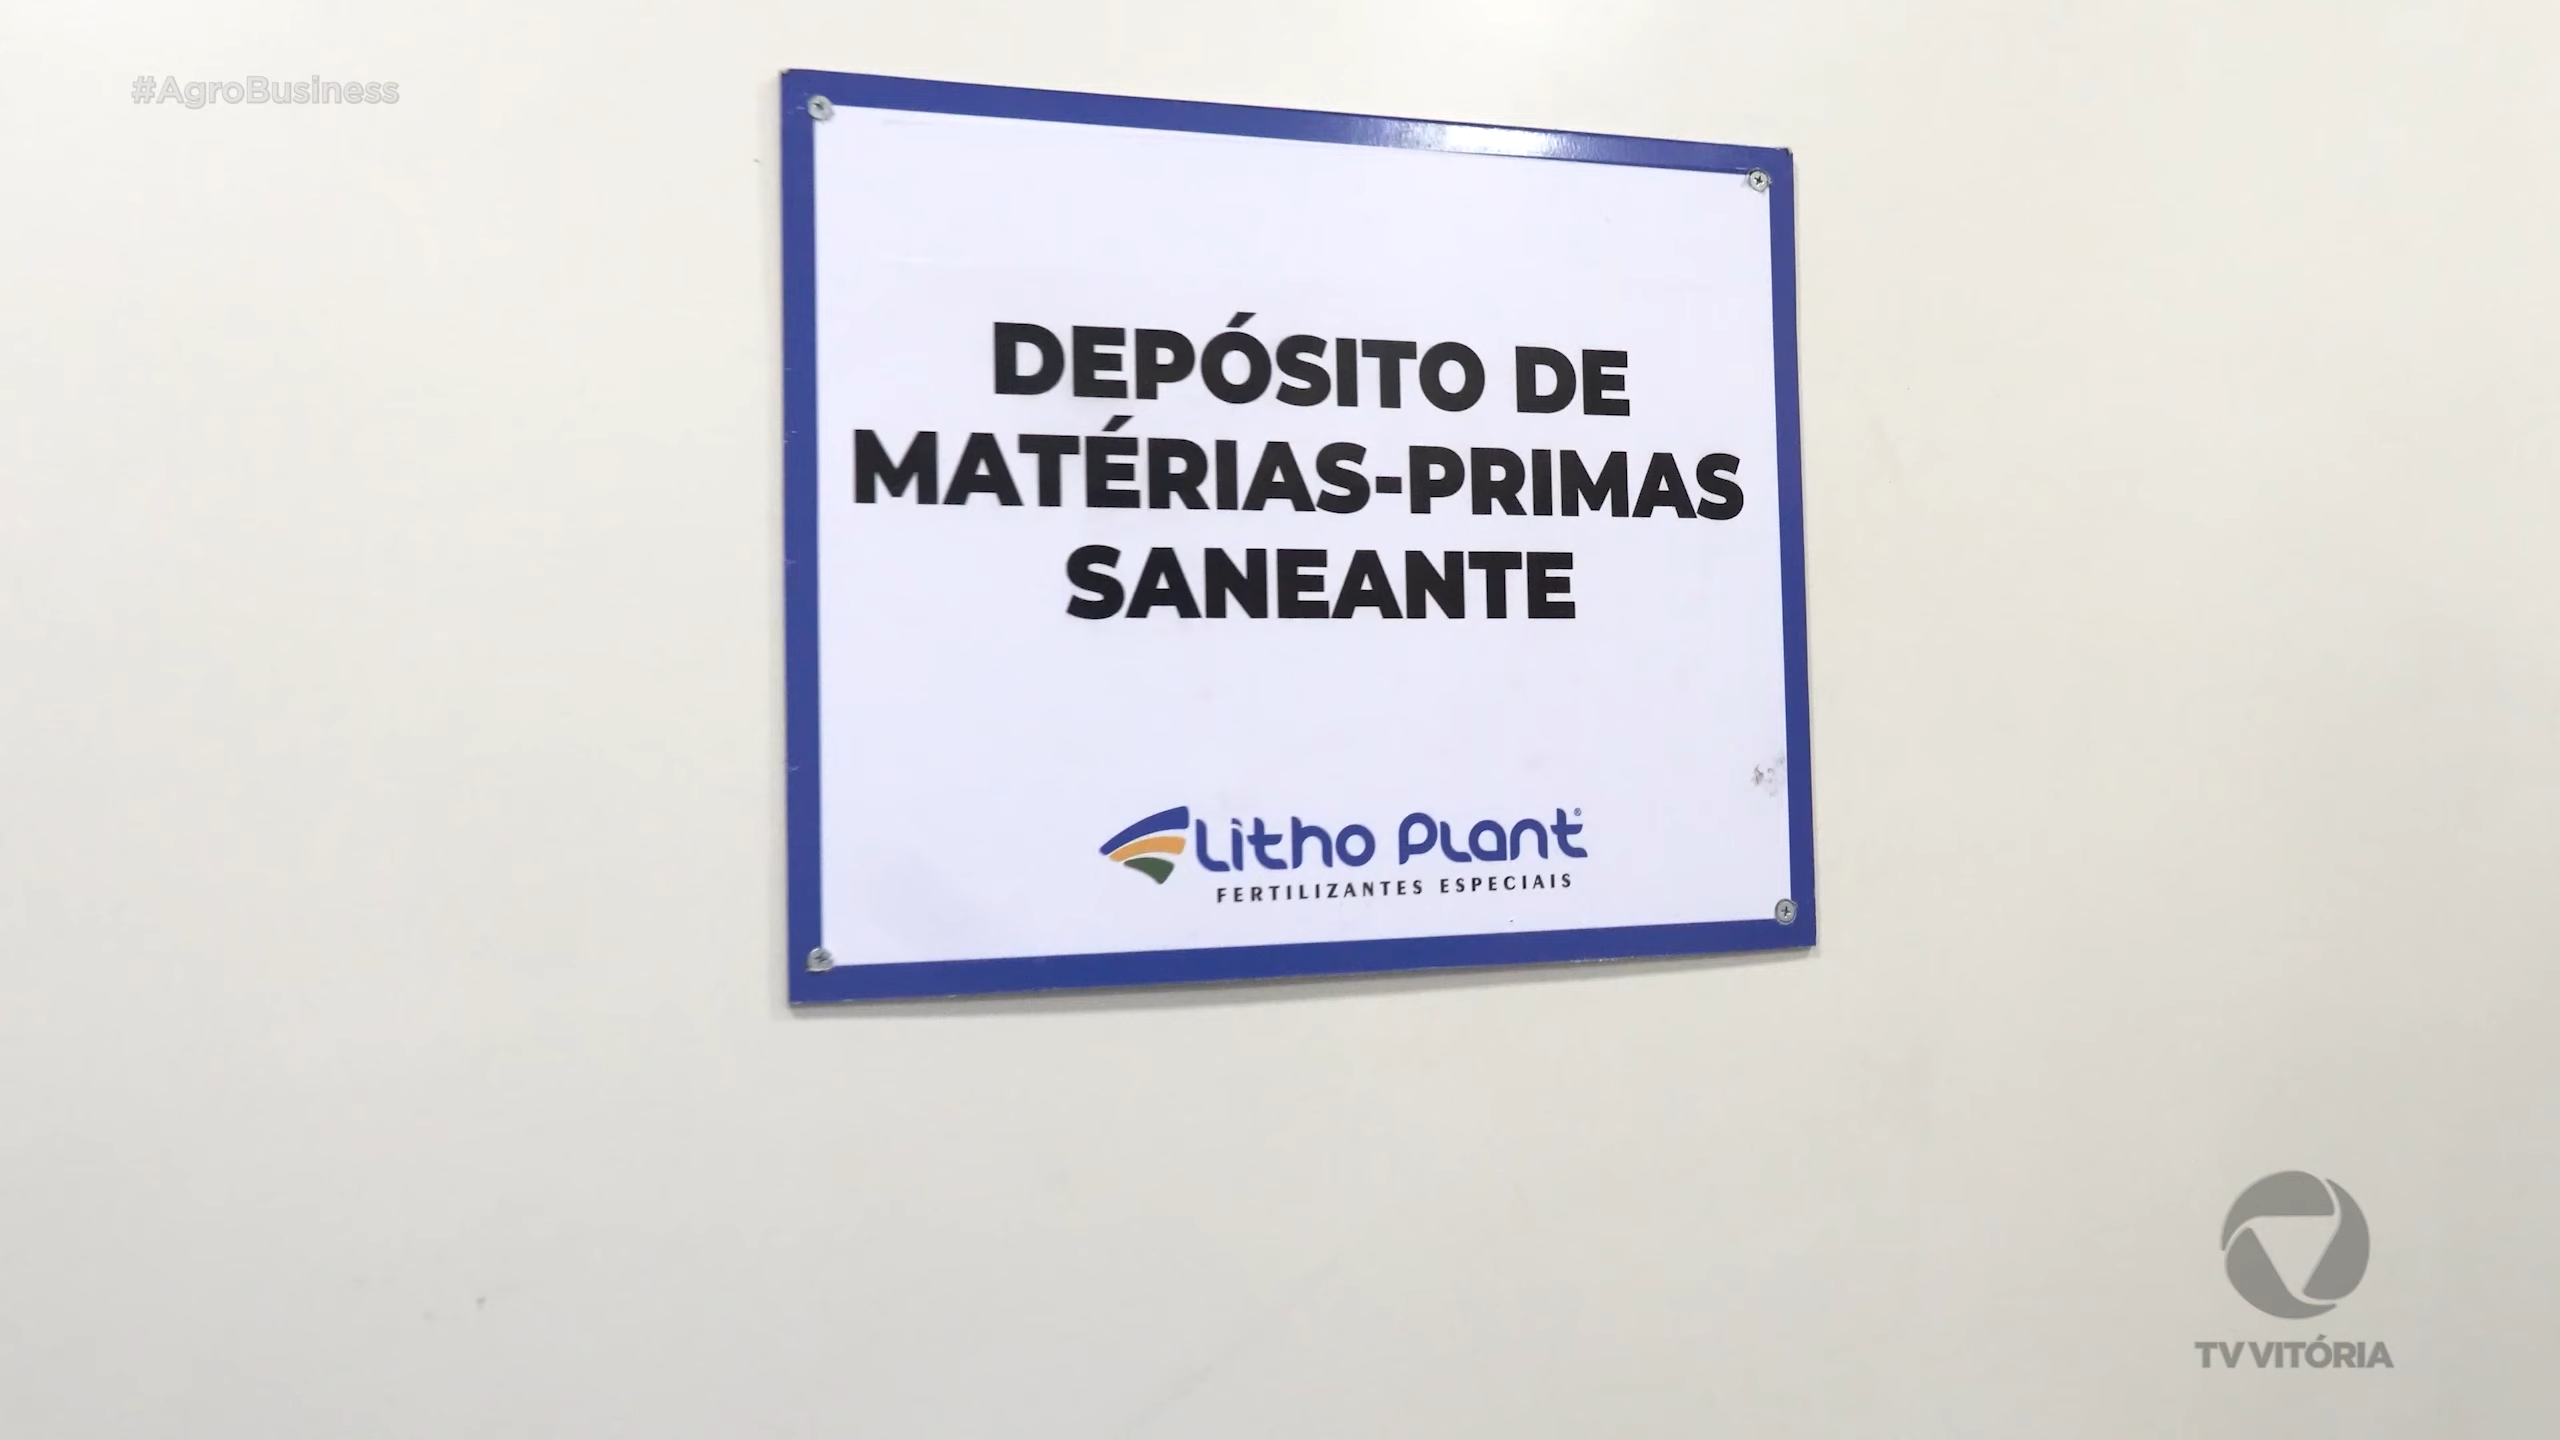 #AgroBusiness
DEPÓSITO DE
MATÉRIAS-PRIMAS
SANEANTE
Litho Plant®
FERTILIZANTES ESPECIAIS
TV VITÓRIA